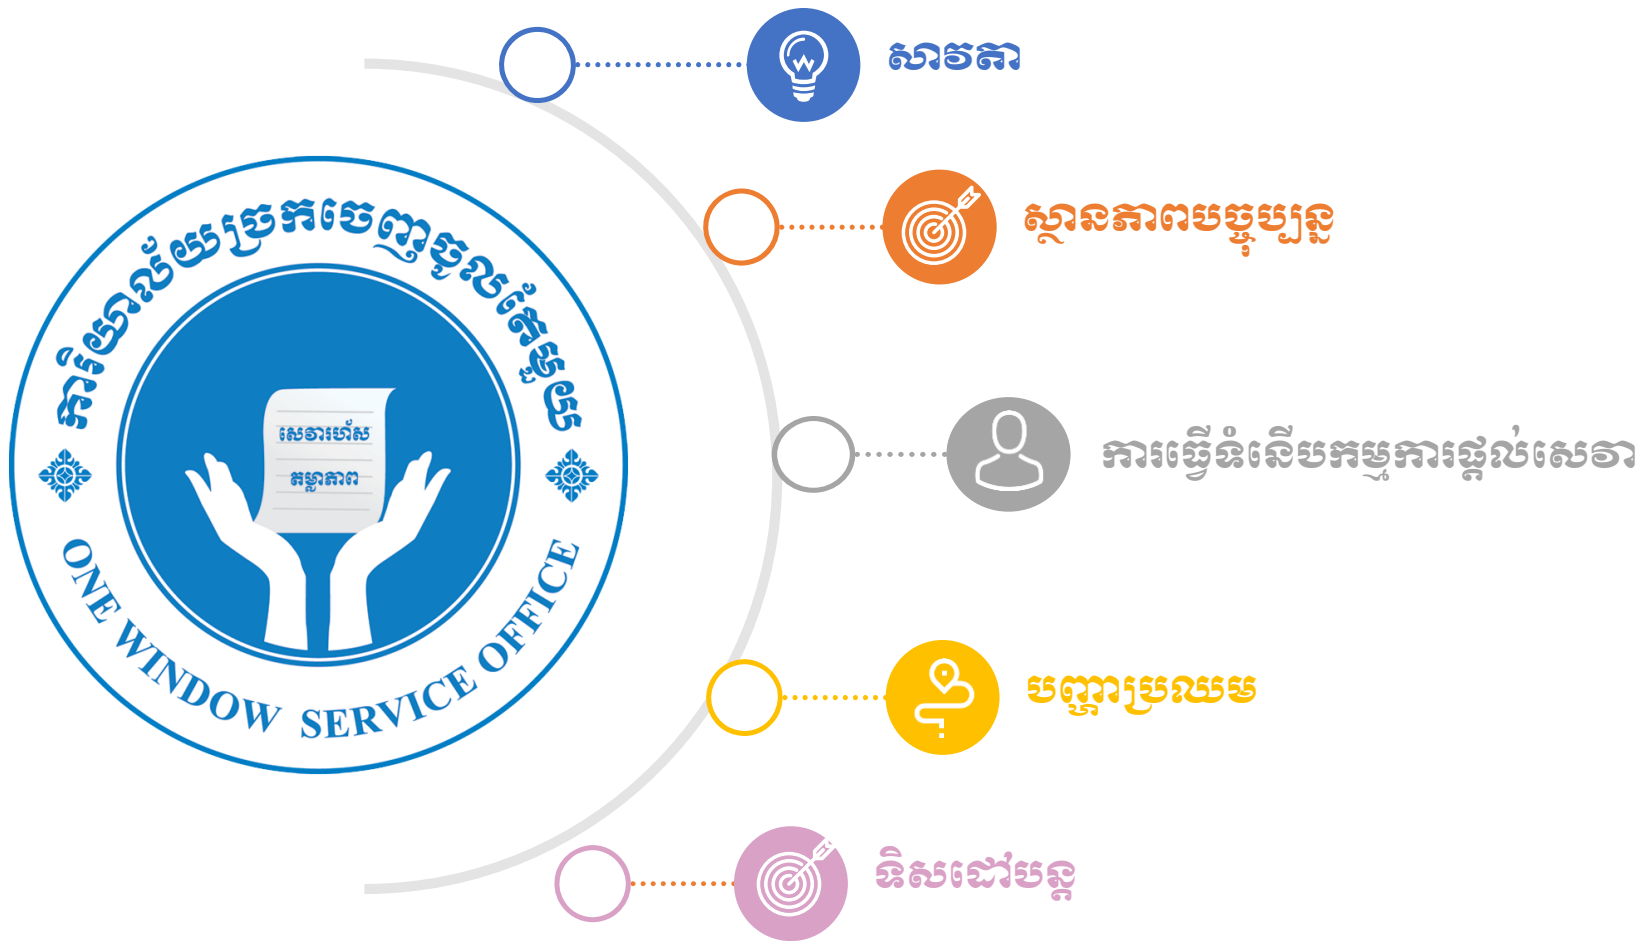 សាវតា
ស្ថានភាពបច្ចុប្បន្ន
ការិយាល័យច្រកចេញចូលតែមួយ
សេវារហ័ស
តម្លាភាព
ONE WINDOW SERVICE OFFICE
ការធ្វើទំនើបកម្មការផ្តល់សេវា
បញ្ហាប្រឈម
ទិសដៅបន្ត